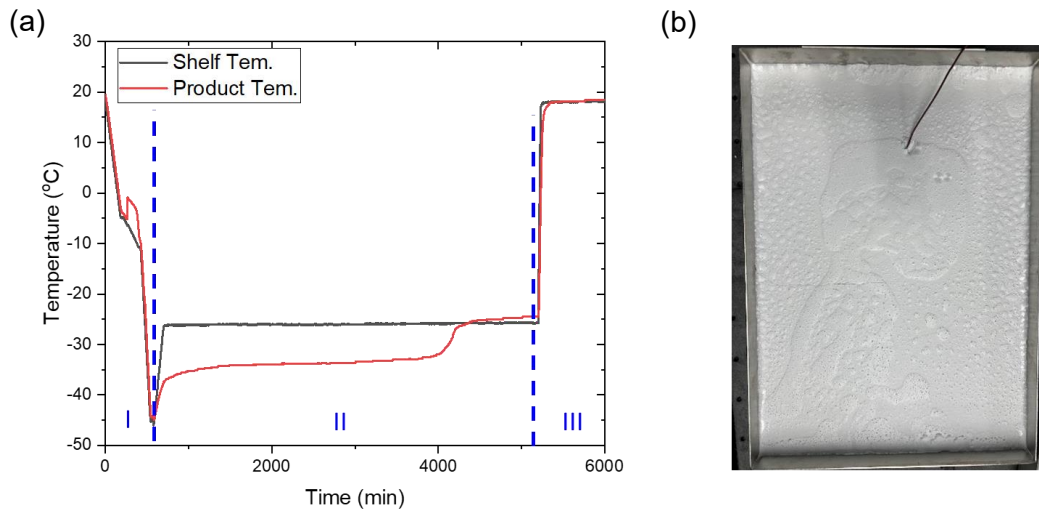 (a)
(b)
30
20
10
0
-10
-20
-30
-40
-50
Temperature (°C)
Shelf Tem.
Product Tem.
I
II
III
0
2000
4000
6000
Time (min)